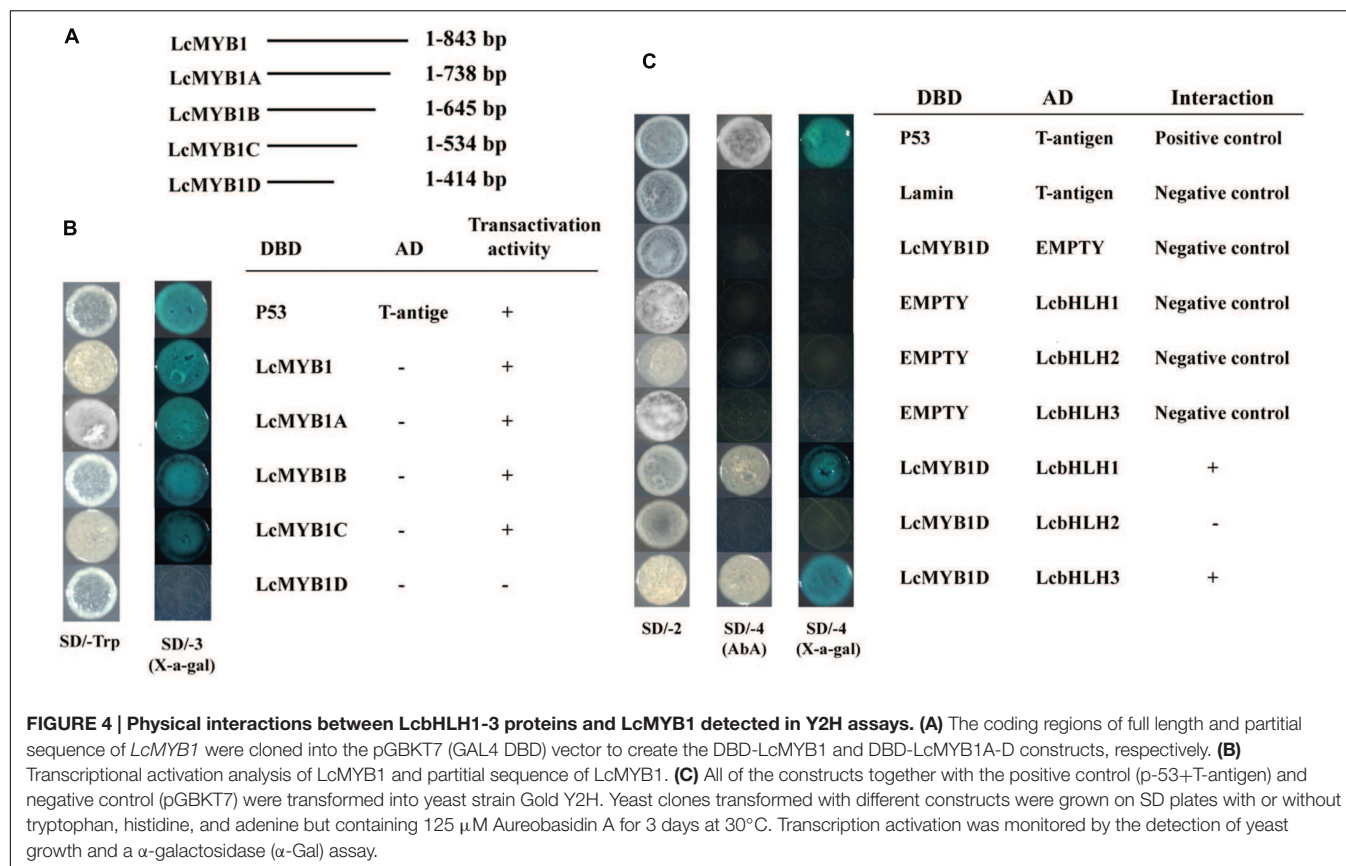 A
LcMYB1 1-843 bp
LcMYB1A 1-738 bp
LcMYB1B 1-645 bp
LcMYB1C 1-534 bp
LcMYB1D 1-414 bp
B
DBD AD Transactivation
activity
P53 T-antige +
LcMYB1 - +
LcMYB1A - +
LcMYB1B - +
LcMYB1C - +
LcMYB1D - -
SD/-Trp SD/-3
(X-a-gal)
C
DBD AD Interaction
P53 T-antigen Positive control
Lamin T-antigen Negative control
LcMYB1D EMPTY Negative control
EMPTY LcbHLH1 Negative control
EMPTY LcbHLH2 Negative control
EMPTY LcbHLH3 Negative control
LcMYB1D LcbHLH1 +
LcMYB1D LcbHLH2 -
LcMYB1D LcbHLH3 +
SD/-2 SD/-4 SD/-4
(AbA) (X-a-gal)
FIGURE 4 | Physical interactions between LcbHLH1-3 proteins and LcMYB1 detected in Y2H assays. (A) The coding regions of full length and partitial
sequence of LcMYB1 were cloned into the pGBKT7 (GAL4 DBD) vector to create the DBD-LcMYB1 and DBD-LcMYB1A-D constructs, respectively. (B)
Transcriptional activation analysis of LcMYB1 and partitial sequence of LcMYB1. (C) All of the constructs together with the positive control (p-53+T-antigen) and
negative control (pGBKT7) were transformed into yeast strain Gold Y2H. Yeast clones transformed with different constructs were grown on SD plates with or without
tryptophan, histidine, and adenine but containing 125 μM Aureobasidin A for 3 days at 30°C. Transcription activation was monitored by the detection of yeast
growth and a α-galactosidase (α-Gal) assay.